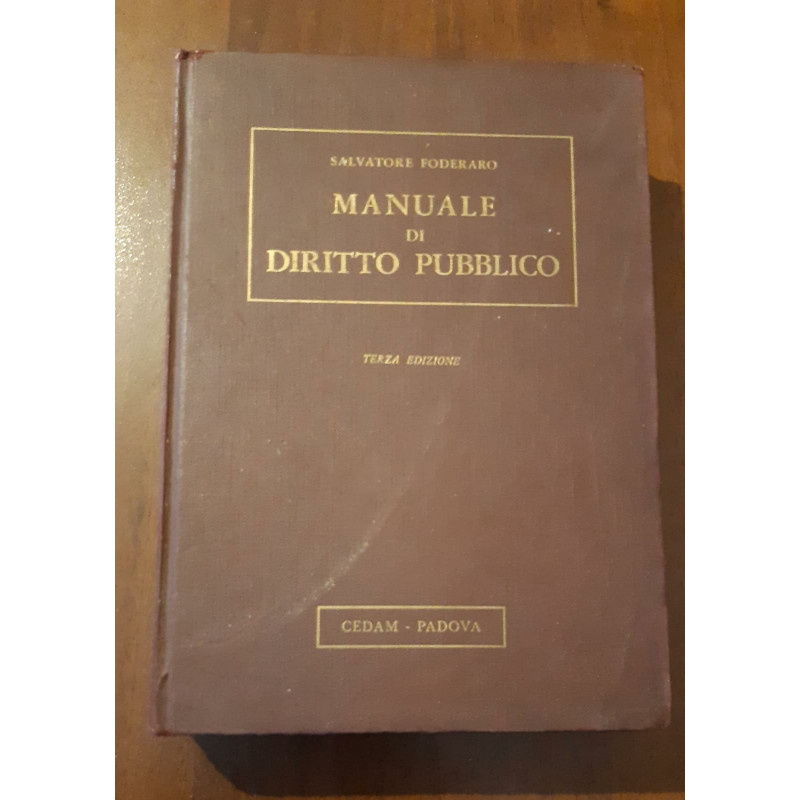 SALVATORE FODERARO
MANUALE
DI
DIRITTO PUBBLICO
TERZA EDIZIONE
CEDAM - PADOVA